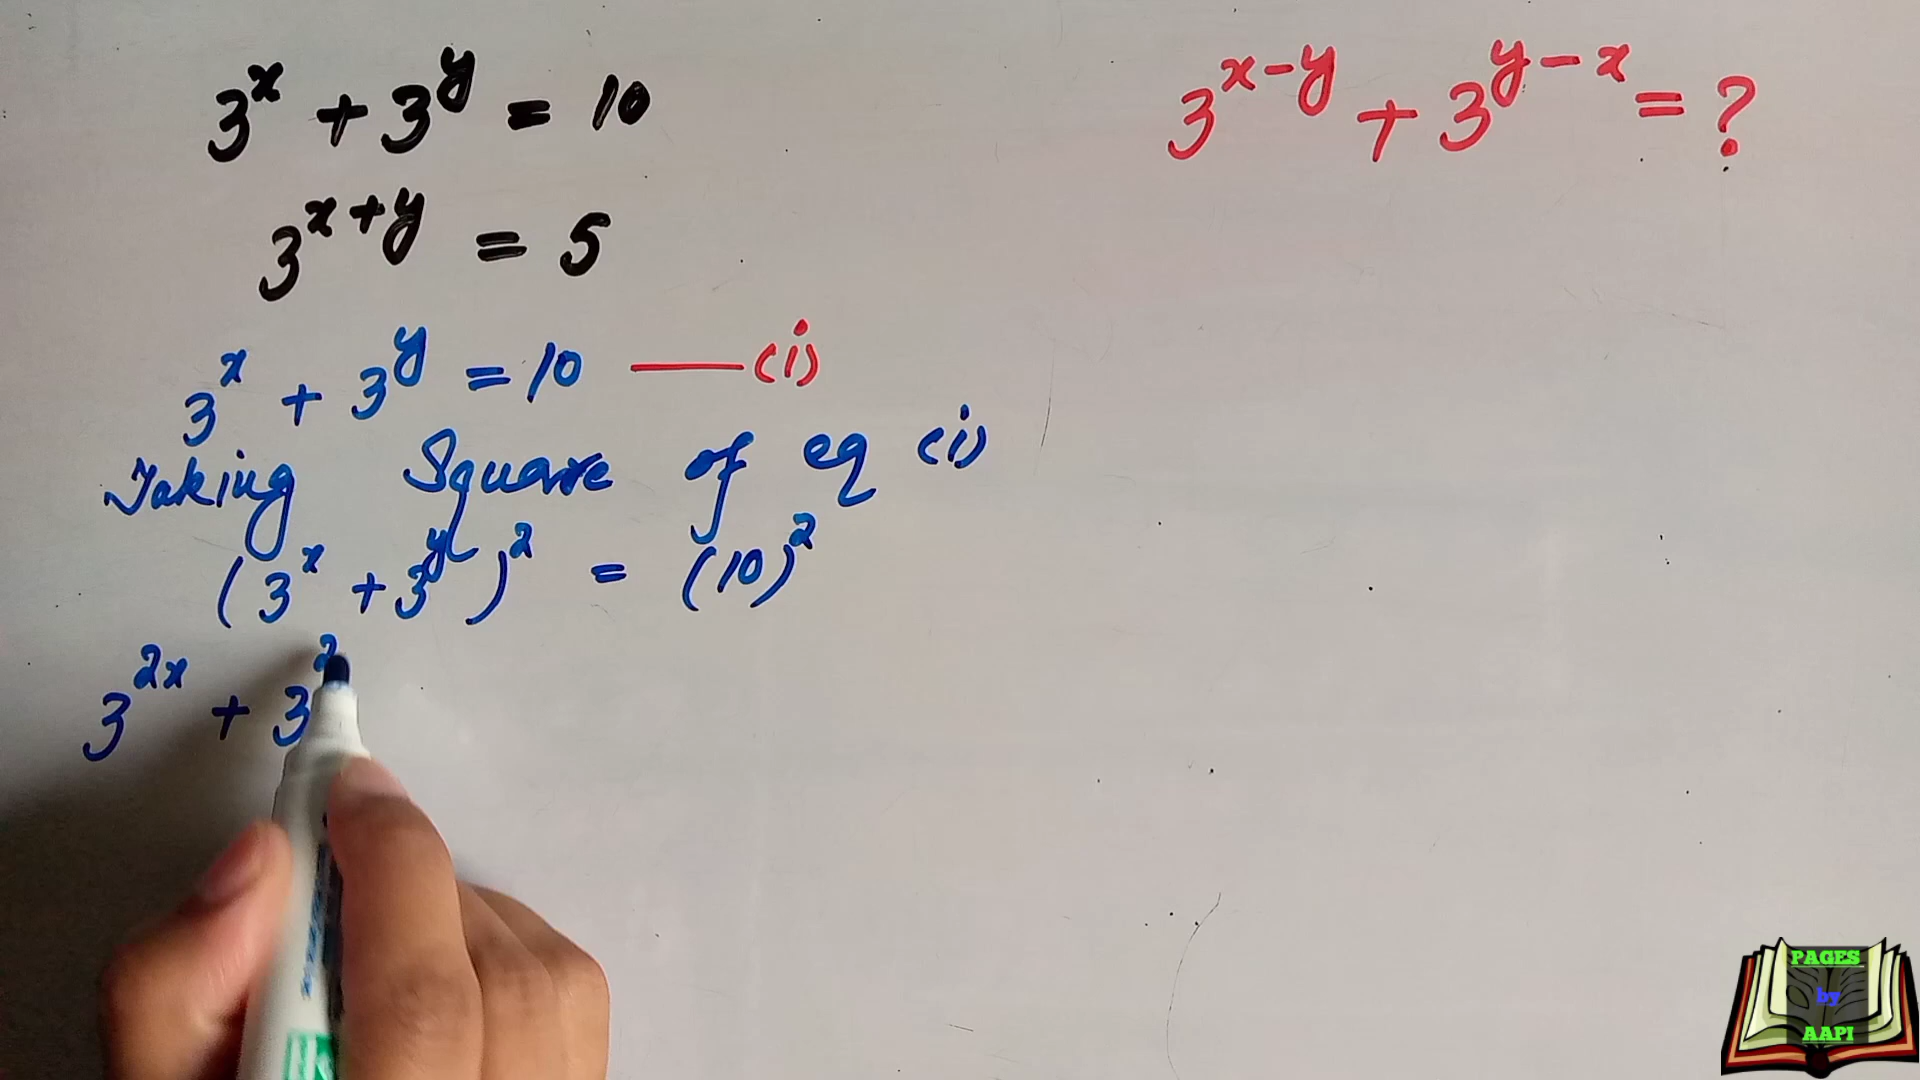 3^x + 3^y = 10
3^(x+y) = 5
3^(x-y) + 3^(y-x) = ?
3^x + 3^y = 10 —— (i)
Taking Square of eq (i)
(3^x + 3^y)^2 = (10)^2
3^2x + 3^2
PAGES
by
AAPI